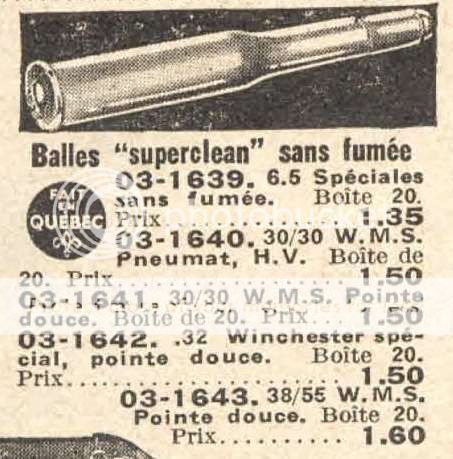 Balles "superclean" sans fumée
FAIT
EN
QUÉBEC
03-1639. 6.5 Spéciales
sans fumée. Boîte 20.
Prix.................. 1.35
03-1640. 30/30 W.M.S.
Pneumat, H.V. Boîte de
20. Prix.................. 1.50
03-1641. 30/30 W.M.S. Pointe
douce. Boîte de 20. Prix... 1.50
03-1642. .32 Winchester spé-
cial, pointe douce. Boîte 20.
Prix...................... 1.50
03-1643. 38/55 W.M.S.
Pointe douce. Boîte 20.
Prix.......... 1.60